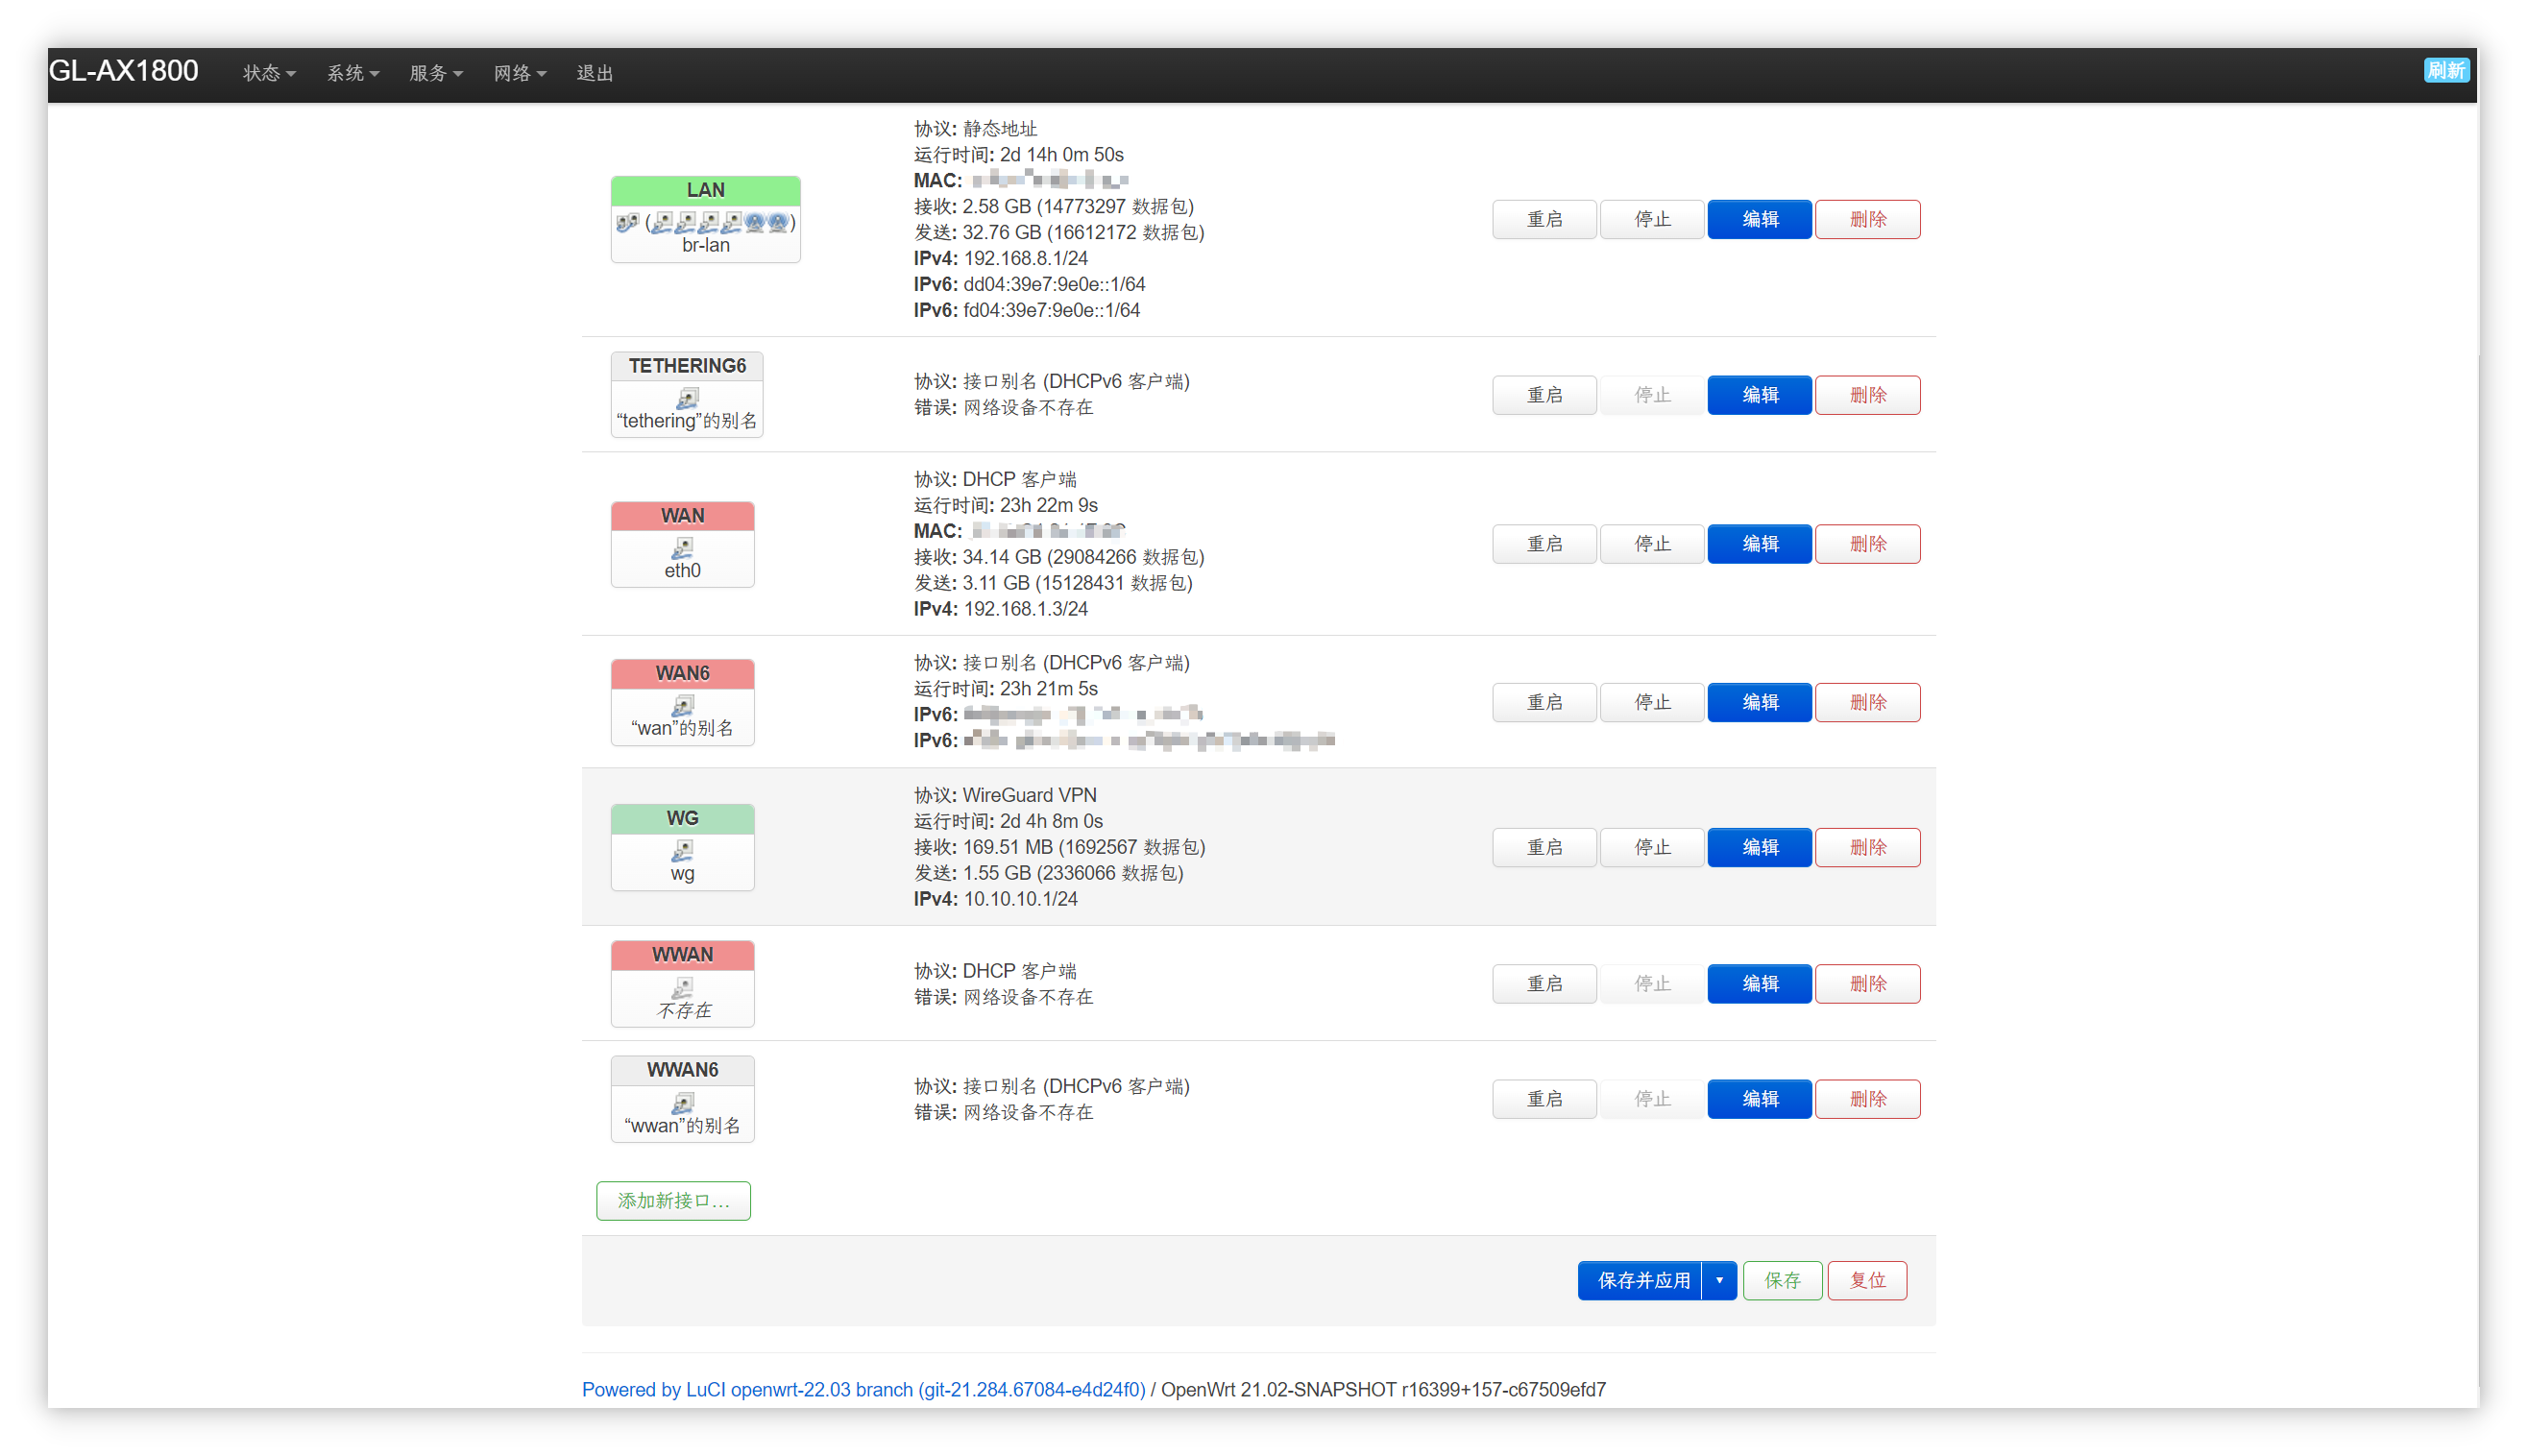 GL-AX1800 状态 系统 服务 网络 退出 刷新
LAN
( )
br-lan
协议: 静态地址
运行时间: 2d 14h 0m 50s
MAC:
接收: 2.58 GB (14773297 数据包)
发送: 32.76 GB (16612172 数据包)
IPv4: 192.168.8.1/24
IPv6: dd04:39e7:9e0e::1/64
IPv6: fd04:39e7:9e0e::1/64
重启 停止 编辑 删除
TETHERING6
“tethering”的别名
协议: 接口别名 (DHCPv6 客户端)
错误: 网络设备不存在
重启 停止 编辑 删除
WAN
eth0
协议: DHCP 客户端
运行时间: 23h 22m 9s
MAC:
接收: 34.14 GB (29084266 数据包)
发送: 3.11 GB (15128431 数据包)
IPv4: 192.168.1.3/24
重启 停止 编辑 删除
WAN6
“wan”的别名
协议: 接口别名 (DHCPv6 客户端)
运行时间: 23h 21m 5s
IPv6:
IPv6:
重启 停止 编辑 删除
WG
wg
协议: WireGuard VPN
运行时间: 2d 4h 8m 0s
接收: 169.51 MB (1692567 数据包)
发送: 1.55 GB (2336066 数据包)
IPv4: 10.10.10.1/24
重启 停止 编辑 删除
WWAN
不存在
协议: DHCP 客户端
错误: 网络设备不存在
重启 停止 编辑 删除
WWAN6
“wwan”的别名
协议: 接口别名 (DHCPv6 客户端)
错误: 网络设备不存在
重启 停止 编辑 删除
添加新接口...
保存并应用 保存 复位
Powered by LuCI openwrt-22.03 branch (git-21.284.67084-e4d24f0) / OpenWrt 21.02-SNAPSHOT r16399+157-c67509efd7